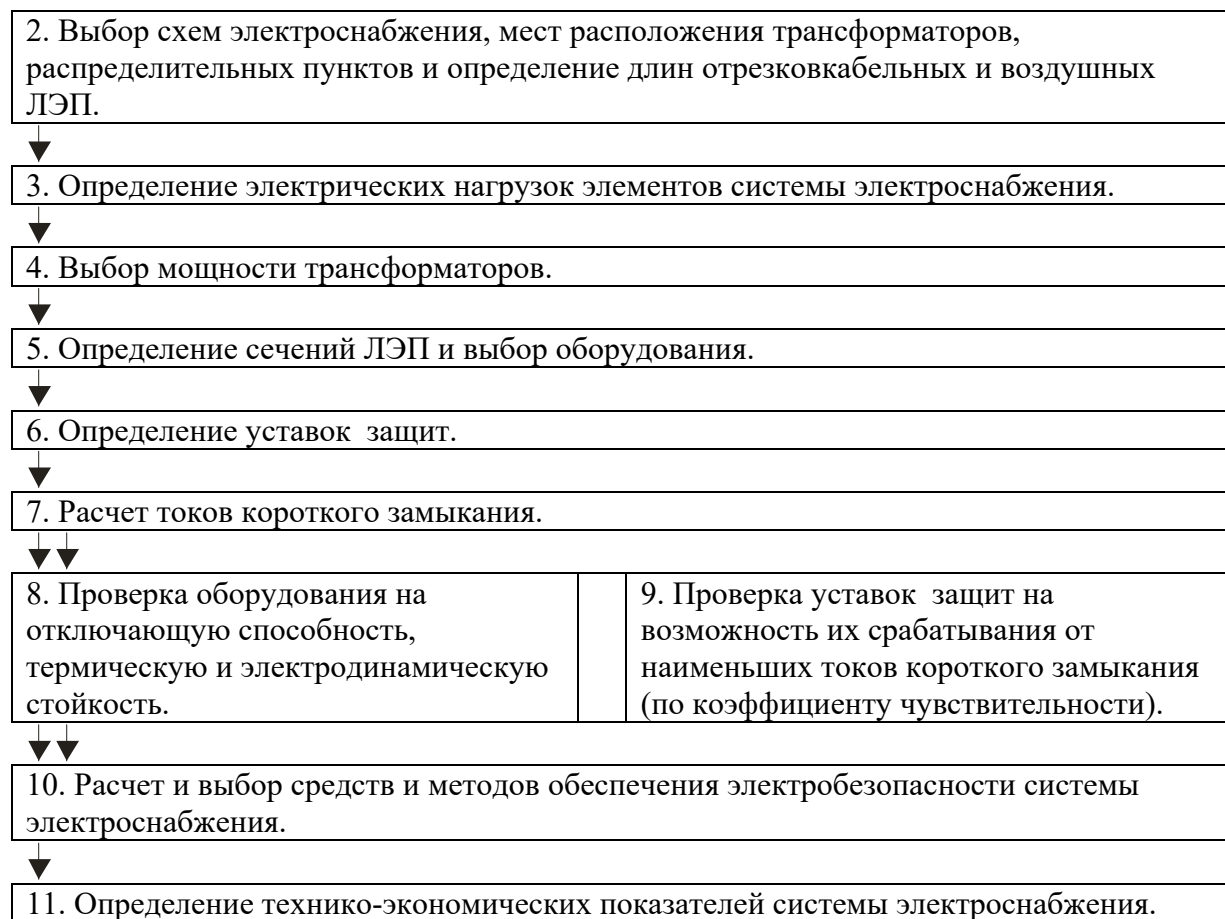 2. Выбор схем электроснабжения, мест расположения трансформаторов,
распределительных пунктов и определение длин отрезковкабельных и воздушных
ЛЭП.
3. Определение электрических нагрузок элементов системы электроснабжения.
4. Выбор мощности трансформаторов.
5. Определение сечений ЛЭП и выбор оборудования.
6. Определение уставок  защит.
7. Расчет токов короткого замыкания.
8. Проверка оборудования на
отключающую способность,
термическую и электродинамическую
стойкость.
9. Проверка уставок  защит на
возможность их срабатывания от
наименьших токов короткого замыкания
(по коэффициенту чувствительности).
10. Расчет и выбор средств и методов обеспечения электробезопасности системы
электроснабжения.
11. Определение технико-экономических показателей системы электроснабжения.